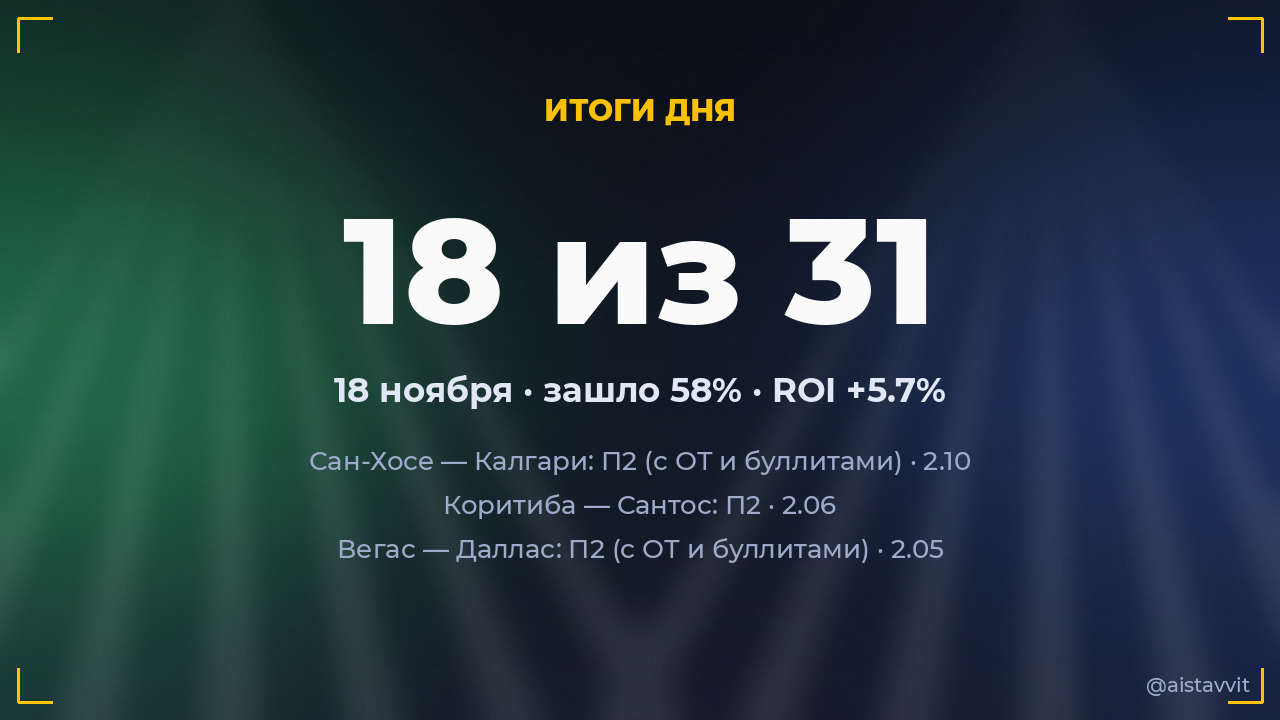 ИТОГИ ДНЯ
18 из 31
18 ноября · зашло 58% · ROI +5.7%
Сан-Хосе — Калгари: П2 (с ОТ и буллитами) · 2.10
Коритиба — Сантос: П2 · 2.06
Вегас — Даллас: П2 (с ОТ и буллитами) · 2.05
@aistavvit